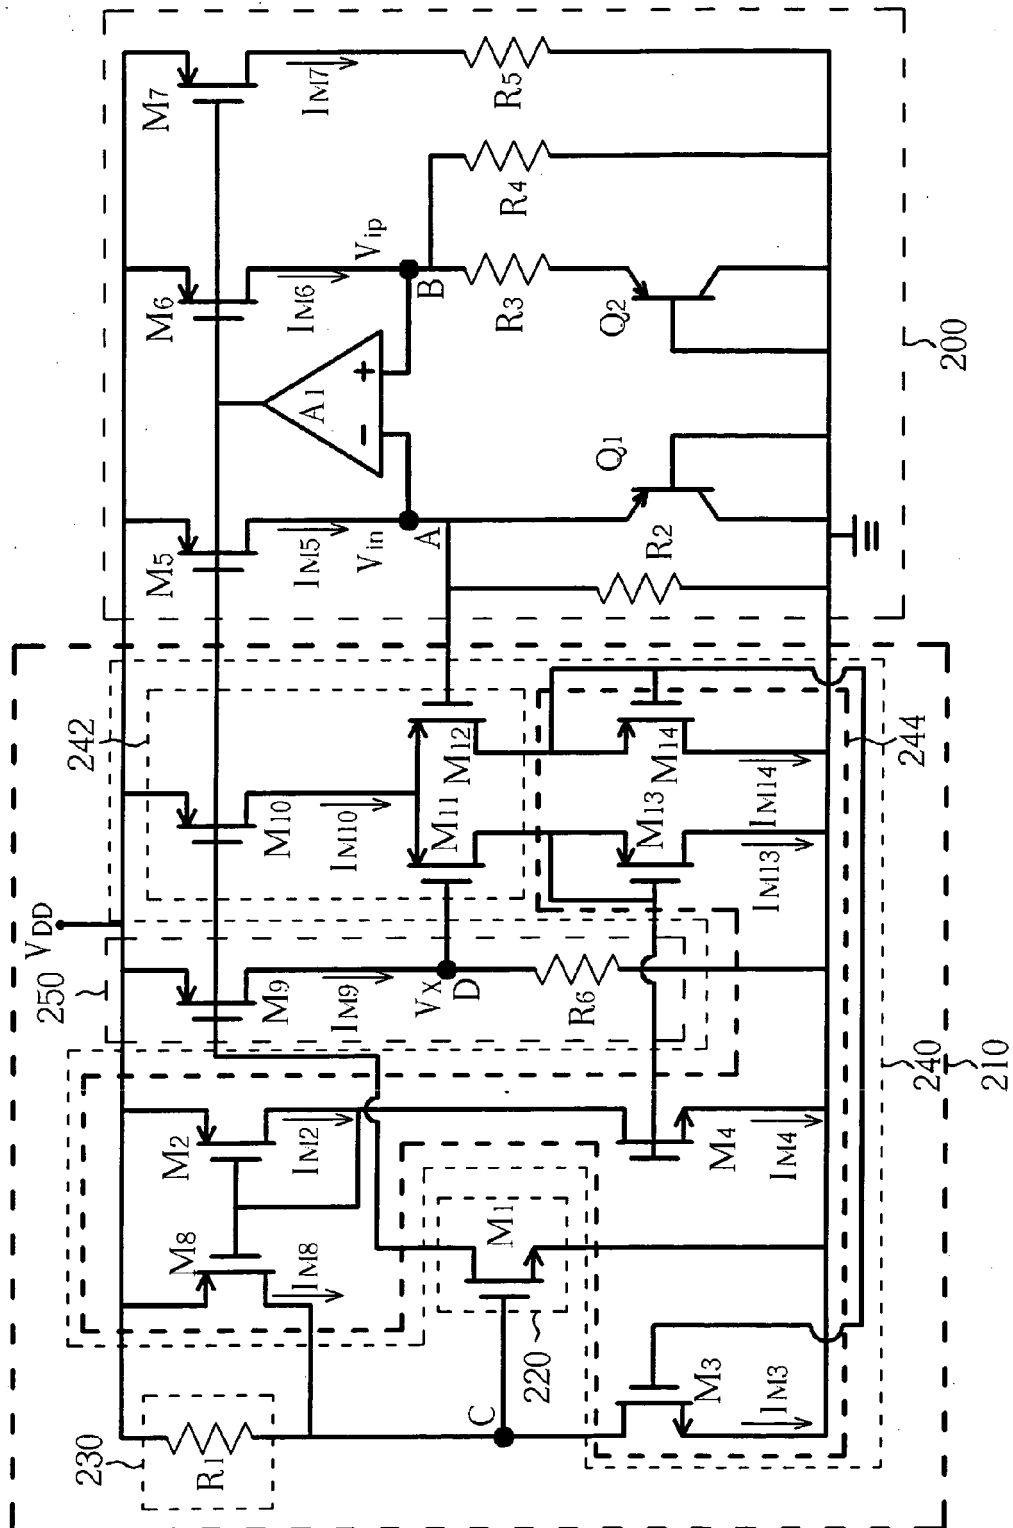 M7
IM7
R5
R4
Vip
M6
IM6
B
R3
Q2
200
A1
+
−
Q1
M5
IM5
Vin
A
R2
242
M10
IM10
M12
M11
M14
M13
IM14
IM13
244
VDD
250
M9
IM9
VX
D
R6
240
210
M2
IM2
M4
IM4
M8
IM8
M1
220
M3
IM3
C
230
R1